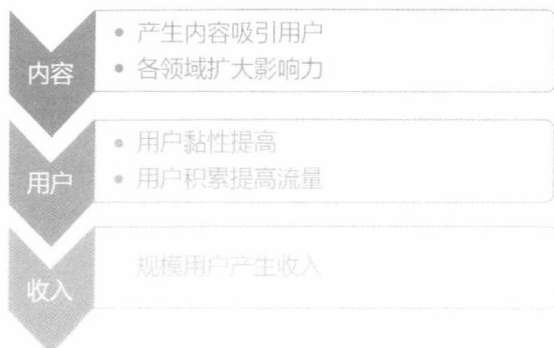 内容
• 产生内容吸引用户
• 各领域扩大影响力
用户
• 用户黏性提高
• 用户积累提高流量
收入
规模用户产生收入